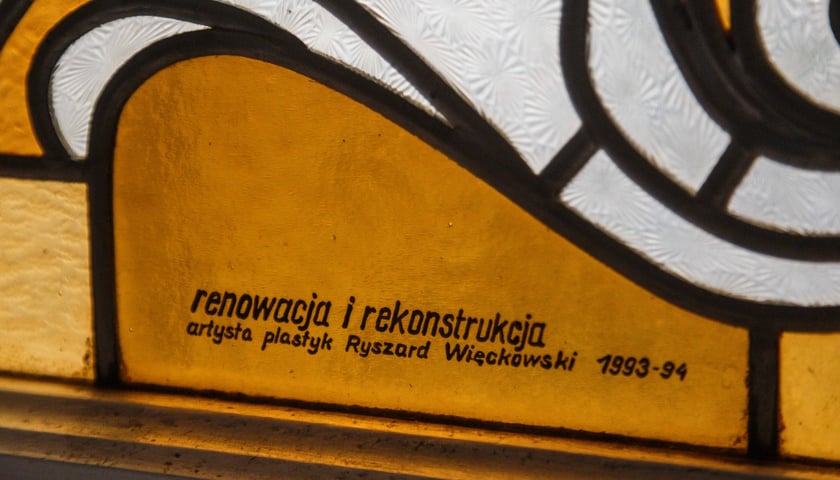 renowacja i rekonstrukcja
artysta plastyk Ryszard Więckowski 1993-94